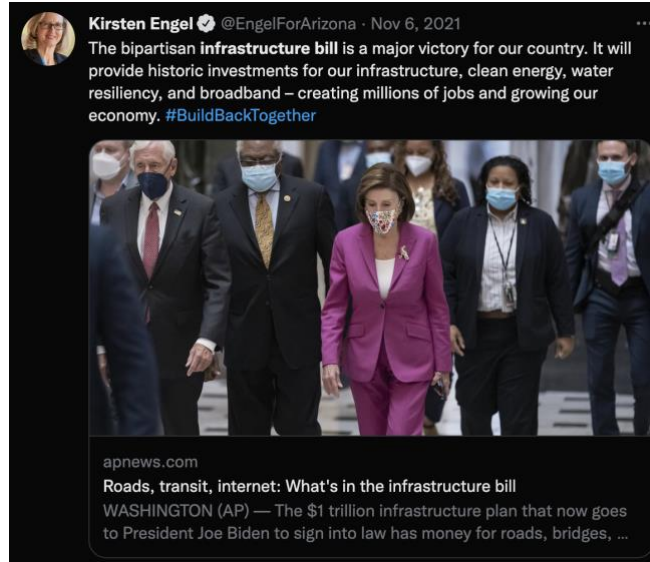 Kirsten Engel @EngelForArizona · Nov 6, 2021
The bipartisan infrastructure bill is a major victory for our country. It will
provide historic investments for our infrastructure, clean energy, water
resiliency, and broadband – creating millions of jobs and growing our
economy. #BuildBackTogether
apnews.com
Roads, transit, internet: What's in the infrastructure bill
WASHINGTON (AP) — The $1 trillion infrastructure plan that now goes
to President Joe Biden to sign into law has money for roads, bridges, ...